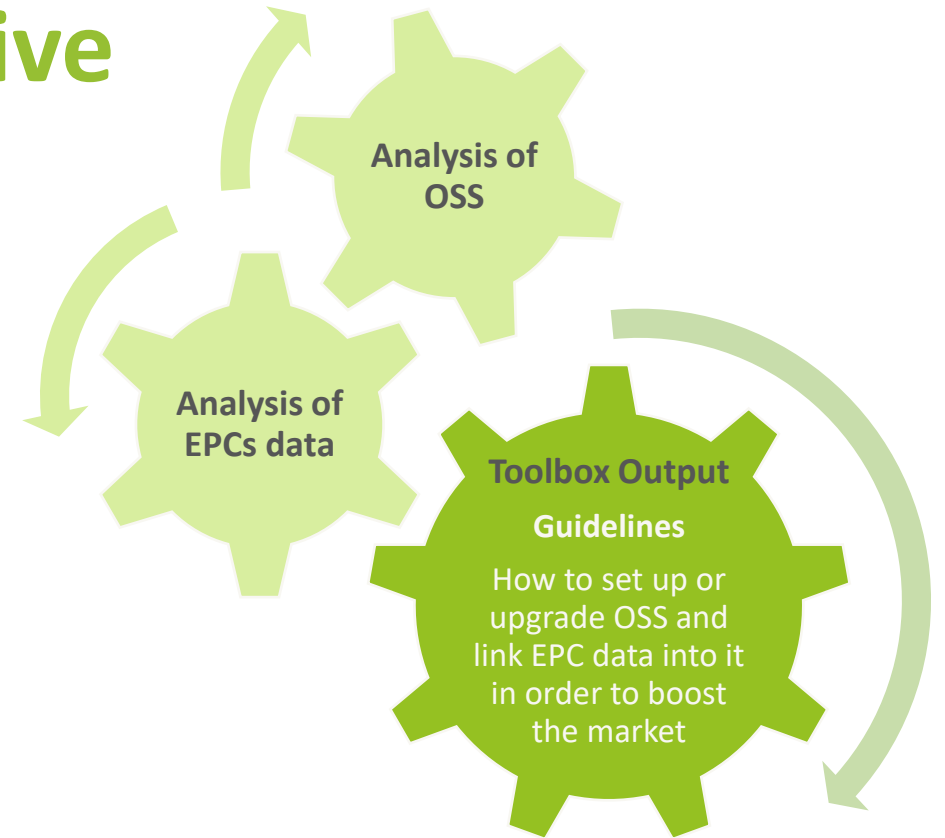 ive
Analysis of
OSS
Analysis of
EPCs data
Toolbox Output
Guidelines
How to set up or
upgrade OSS and
link EPC data into it
in order to boost
the market